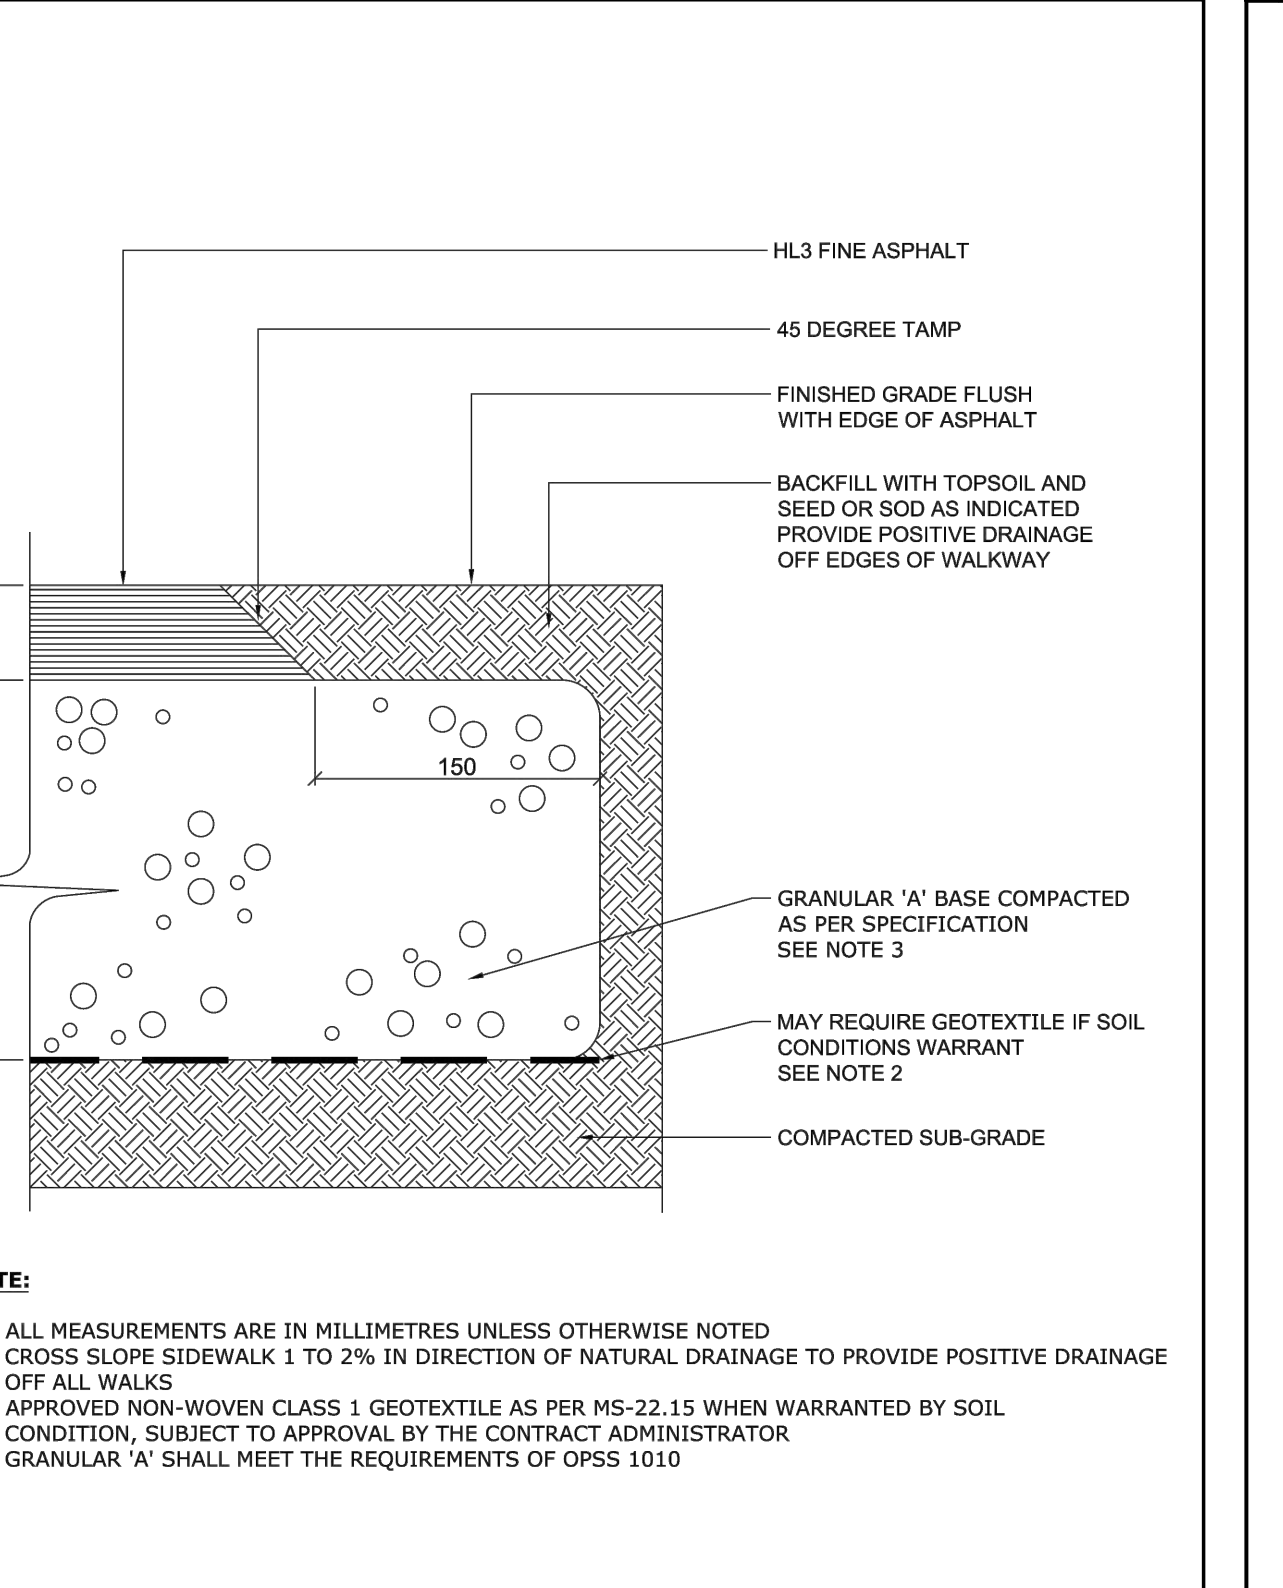 HL3 FINE ASPHALT
45 DEGREE TAMP
FINISHED GRADE FLUSH
WITH EDGE OF ASPHALT
BACKFILL WITH TOPSOIL AND
SEED OR SOD AS INDICATED
PROVIDE POSITIVE DRAINAGE
OFF EDGES OF WALKWAY
150
GRANULAR 'A' BASE COMPACTED
AS PER SPECIFICATION
SEE NOTE 3
MAY REQUIRE GEOTEXTILE IF SOIL
CONDITIONS WARRANT
SEE NOTE 2
COMPACTED SUB-GRADE
TE:
ALL MEASUREMENTS ARE IN MILLIMETRES UNLESS OTHERWISE NOTED
CROSS SLOPE SIDEWALK 1 TO 2% IN DIRECTION OF NATURAL DRAINAGE TO PROVIDE POSITIVE DRAINAGE
OFF ALL WALKS
APPROVED NON-WOVEN CLASS 1 GEOTEXTILE AS PER MS-22.15 WHEN WARRANTED BY SOIL
CONDITION, SUBJECT TO APPROVAL BY THE CONTRACT ADMINISTRATOR
GRANULAR 'A' SHALL MEET THE REQUIREMENTS OF OPSS 1010